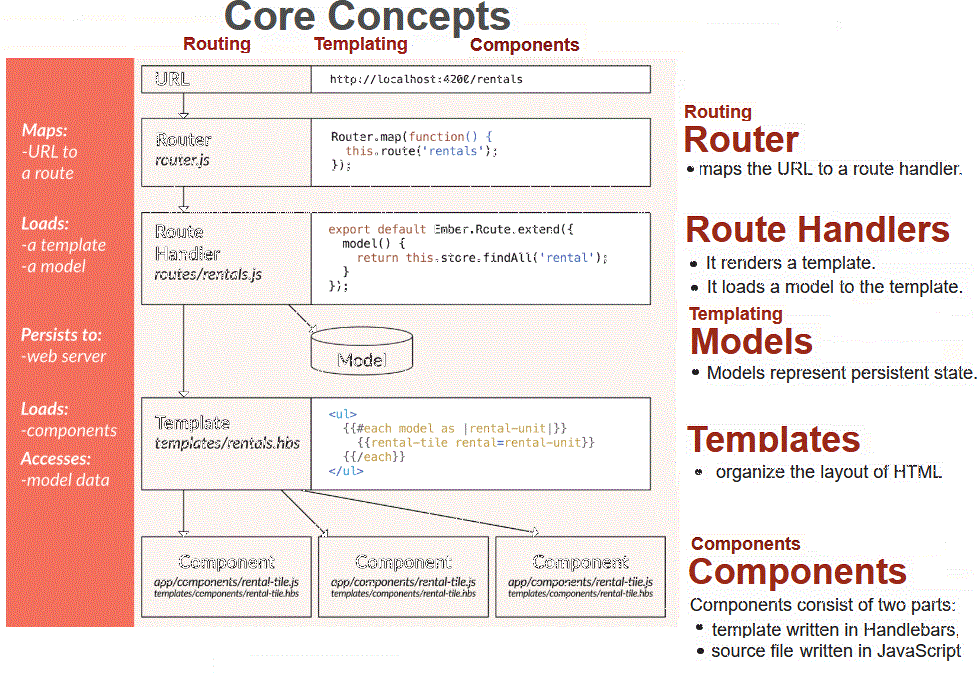 Core Concepts
Routing Templating Components
Maps:
-URL to
a route
Loads:
-a template
-a model
Persists to:
-web server
Loads:
-components
Accesses:
-model data
URL
http://localhost:4200/rentals
Router
router.js
Router.map(function() {
this.route('rentals');
});
Route
Handler
routes/rentals.js
export default Ember.Route.extend({
model() {
return this.store.findAll('rental');
}
});
Model
Template
templates/rentals.hbs
<ul>
{{#each model as |rental-unit|}}
{{rental-tile rental=rental-unit}}
{{/each}}
</ul>
Component
app/components/rental-tile.js
templates/components/rental-tile.hbs
Component
app/components/rental-tile.js
templates/components/rental-tile.hbs
Component
app/components/rental-tile.js
templates/components/rental-tile.hbs
Routing
Router
• maps the URL to a route handler.
Route Handlers
• It renders a template.
• It loads a model to the template.
Templating
Models
• Models represent persistent state.
Templates
• organize the layout of HTML
Components
Components
Components consist of two parts:
• template written in Handlebars,
• source file written in JavaScript